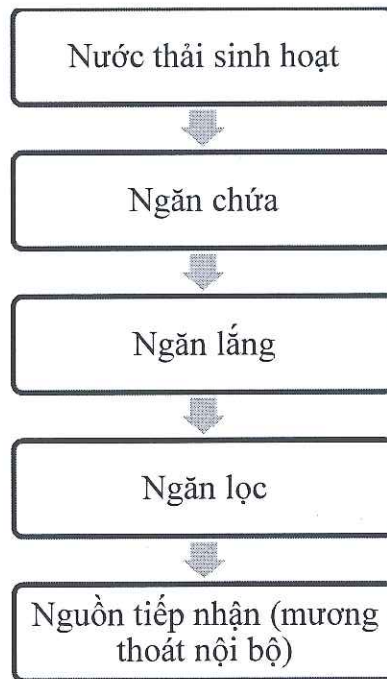 Nước thải sinh hoạt
Ngăn chứa
Ngăn lắng
Ngăn lọc
Nguồn tiếp nhận (mương
thoát nội bộ)